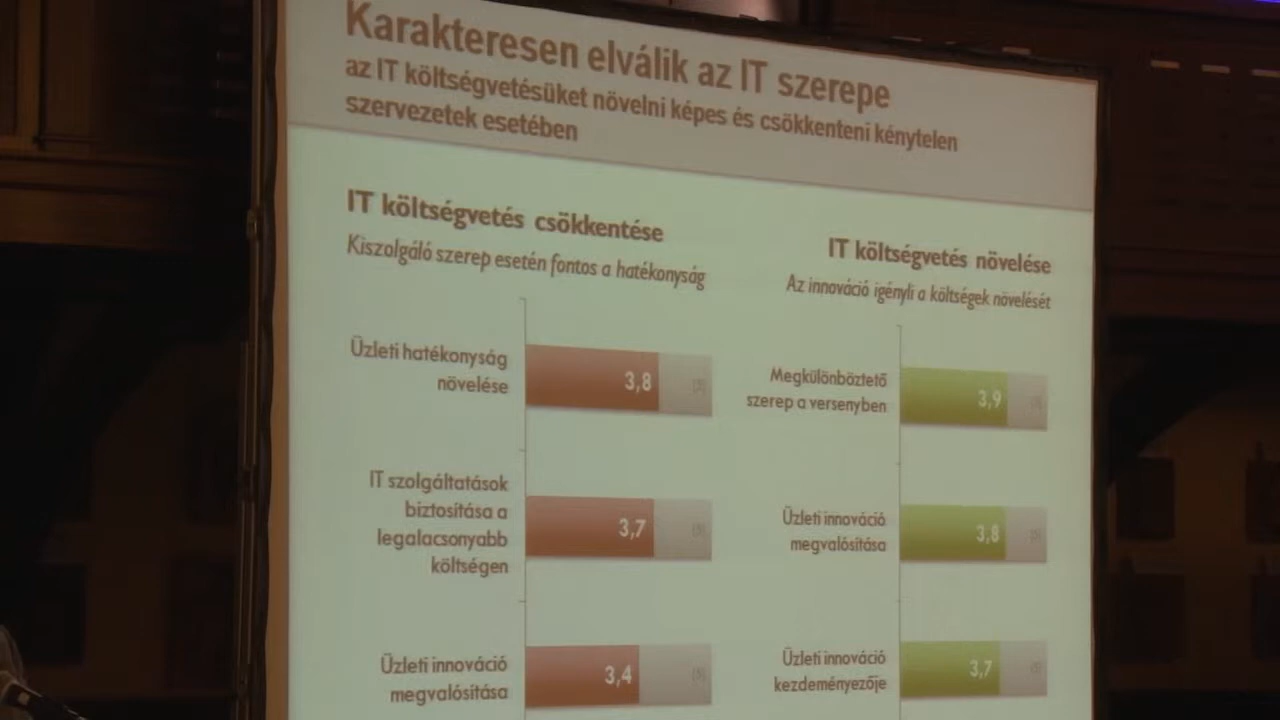 Karakteresen elválik az IT szerepe
az IT költségvetésüket növelni képes és csökkenteni kénytelen
szervezetek esetében
IT költségvetés csökkentése
Kiszolgáló szerep esetén fontos a hatékonyság
Üzleti hatékonyság
növelése
3,8
IT szolgáltatások
biztosítása a
legalacsonyabb
költségen
3,7
Üzleti innováció
megvalósítása
3,4
IT költségvetés növelése
Az innováció igényli a költségek növelését
Megkülönböztető
szerep a versenyben
3,9
Üzleti innováció
megvalósítása
3,8
Üzleti innováció
kezdeményezője
3,7